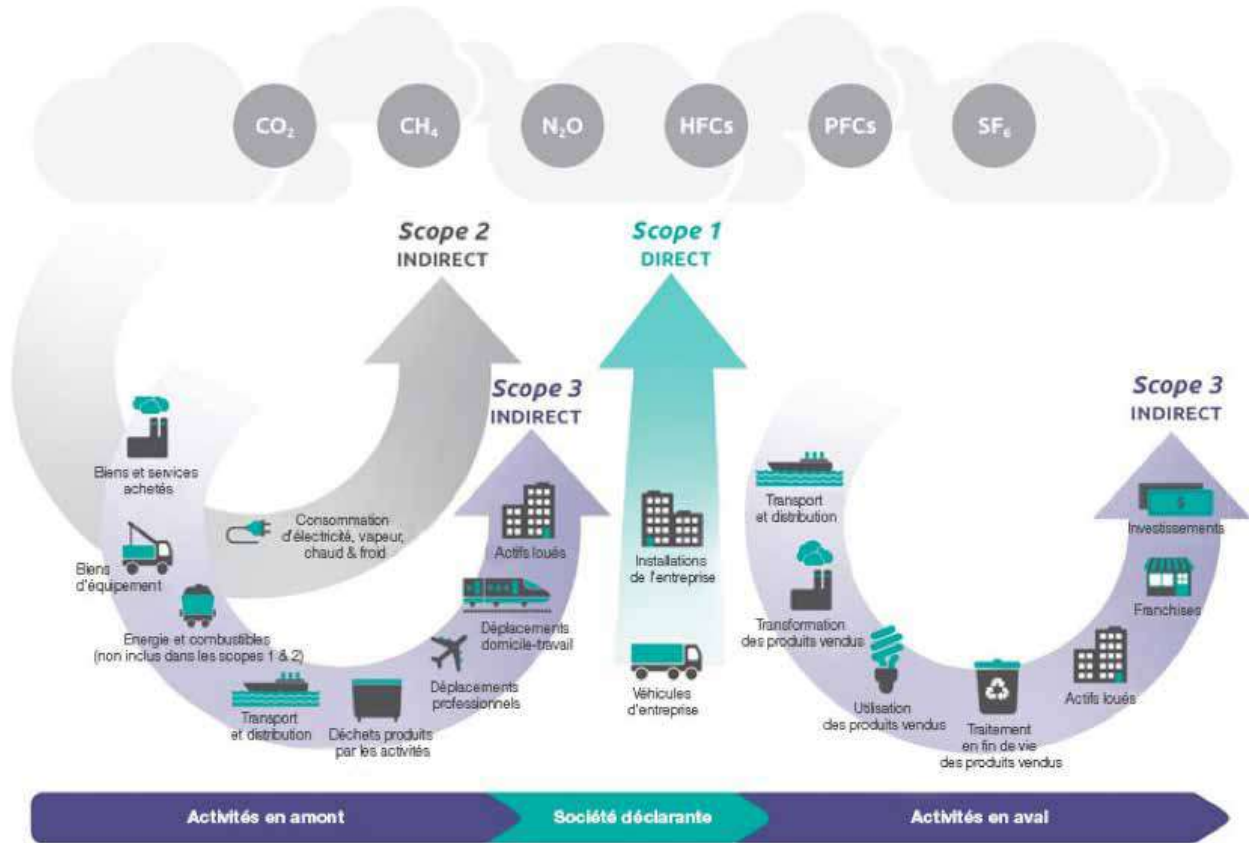 CO₂
CH₄
N₂O
HFCs
PFCs
SF₆
Scope 2
INDIRECT
Scope 1
DIRECT
Scope 3
INDIRECT
Scope 3
INDIRECT
Biens et services
achetés
Biens
d'équipement
Energie et combustibles
(non inclus dans les scopes 1 & 2)
Consommation
d'électricité, vapeur,
chaud & froid
Transport
et distribution
Déchets produits
par les activités
Déplacements
professionnels
Déplacements
domicile-travail
Actifs loués
Installations
de l'entreprise
Véhicules
d'entreprise
Transport
et distribution
Transformation
des produits vendus
Utilisation
des produits vendus
Traitement
en fin de vie
des produits vendus
Actifs loués
Franchises
$
Investissements
Activités en amont
Société déclarante
Activités en aval